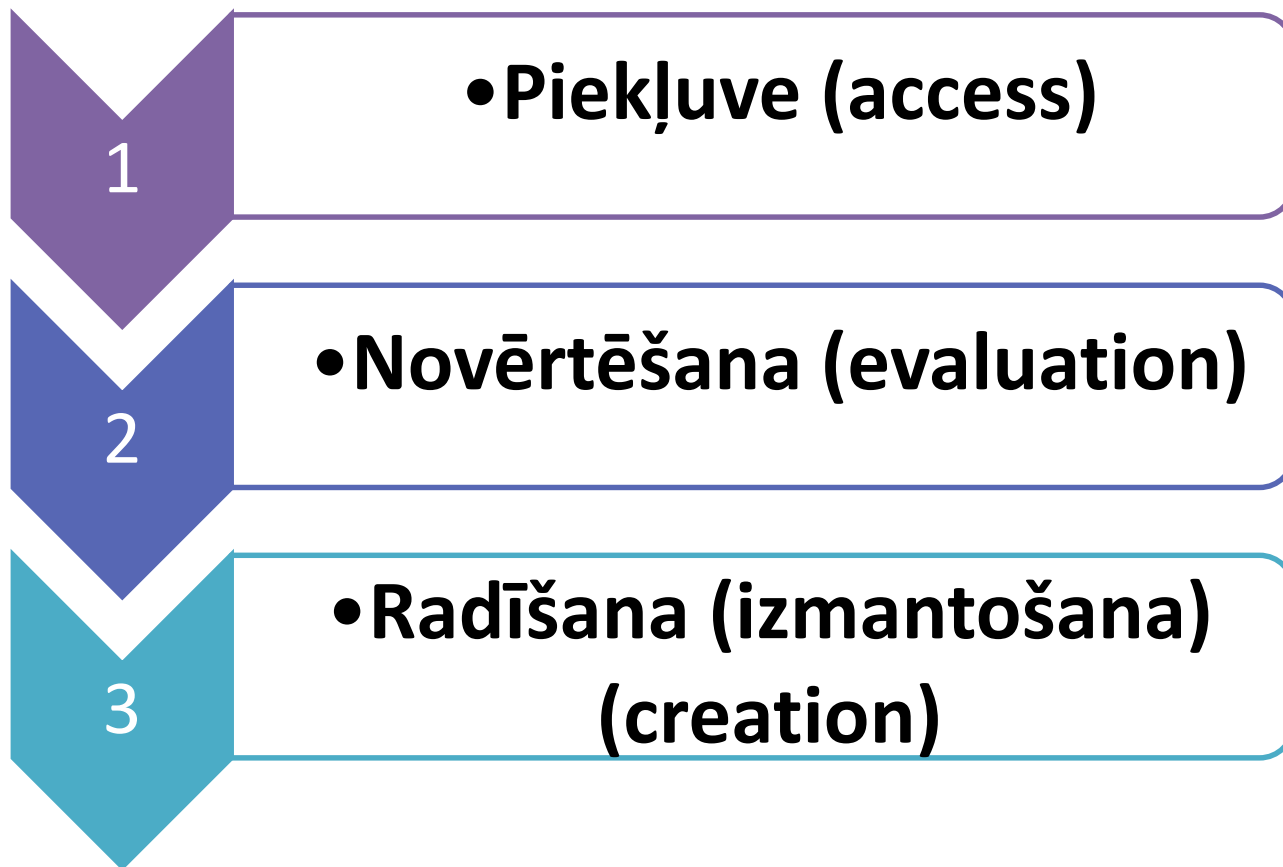 1
•Piekļuve (access)
2
•Novērtēšana (evaluation)
3
•Radīšana (izmantošana)
(creation)